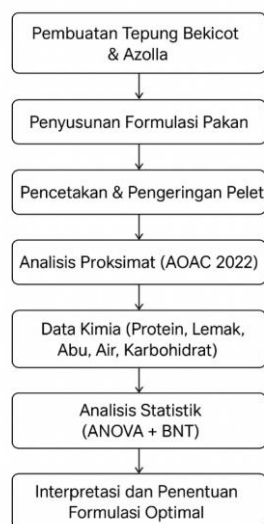 Pembuatan Tepung Bekicot
& Azolla
Penyusunan Formulasi Pakan
Pencetakan & Pengeringan Pelet
Analisis Proksimat (AOAC 2022)
Data Kimia (Protein, Lemak,
Abu, Air, Karbohidrat)
Analisis Statistik
(ANOVA + BNT)
Interpretasi dan Penentuan
Formulasi Optimal